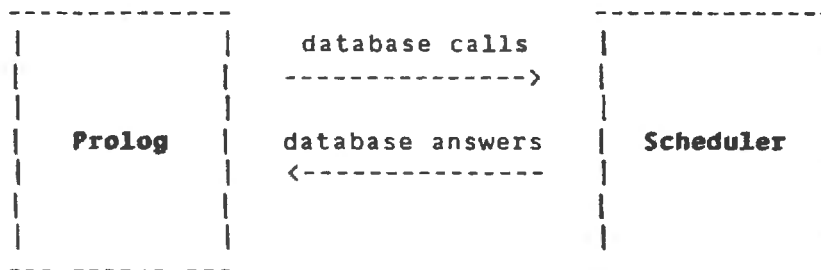 database calls
Prolog
database answers
Scheduler